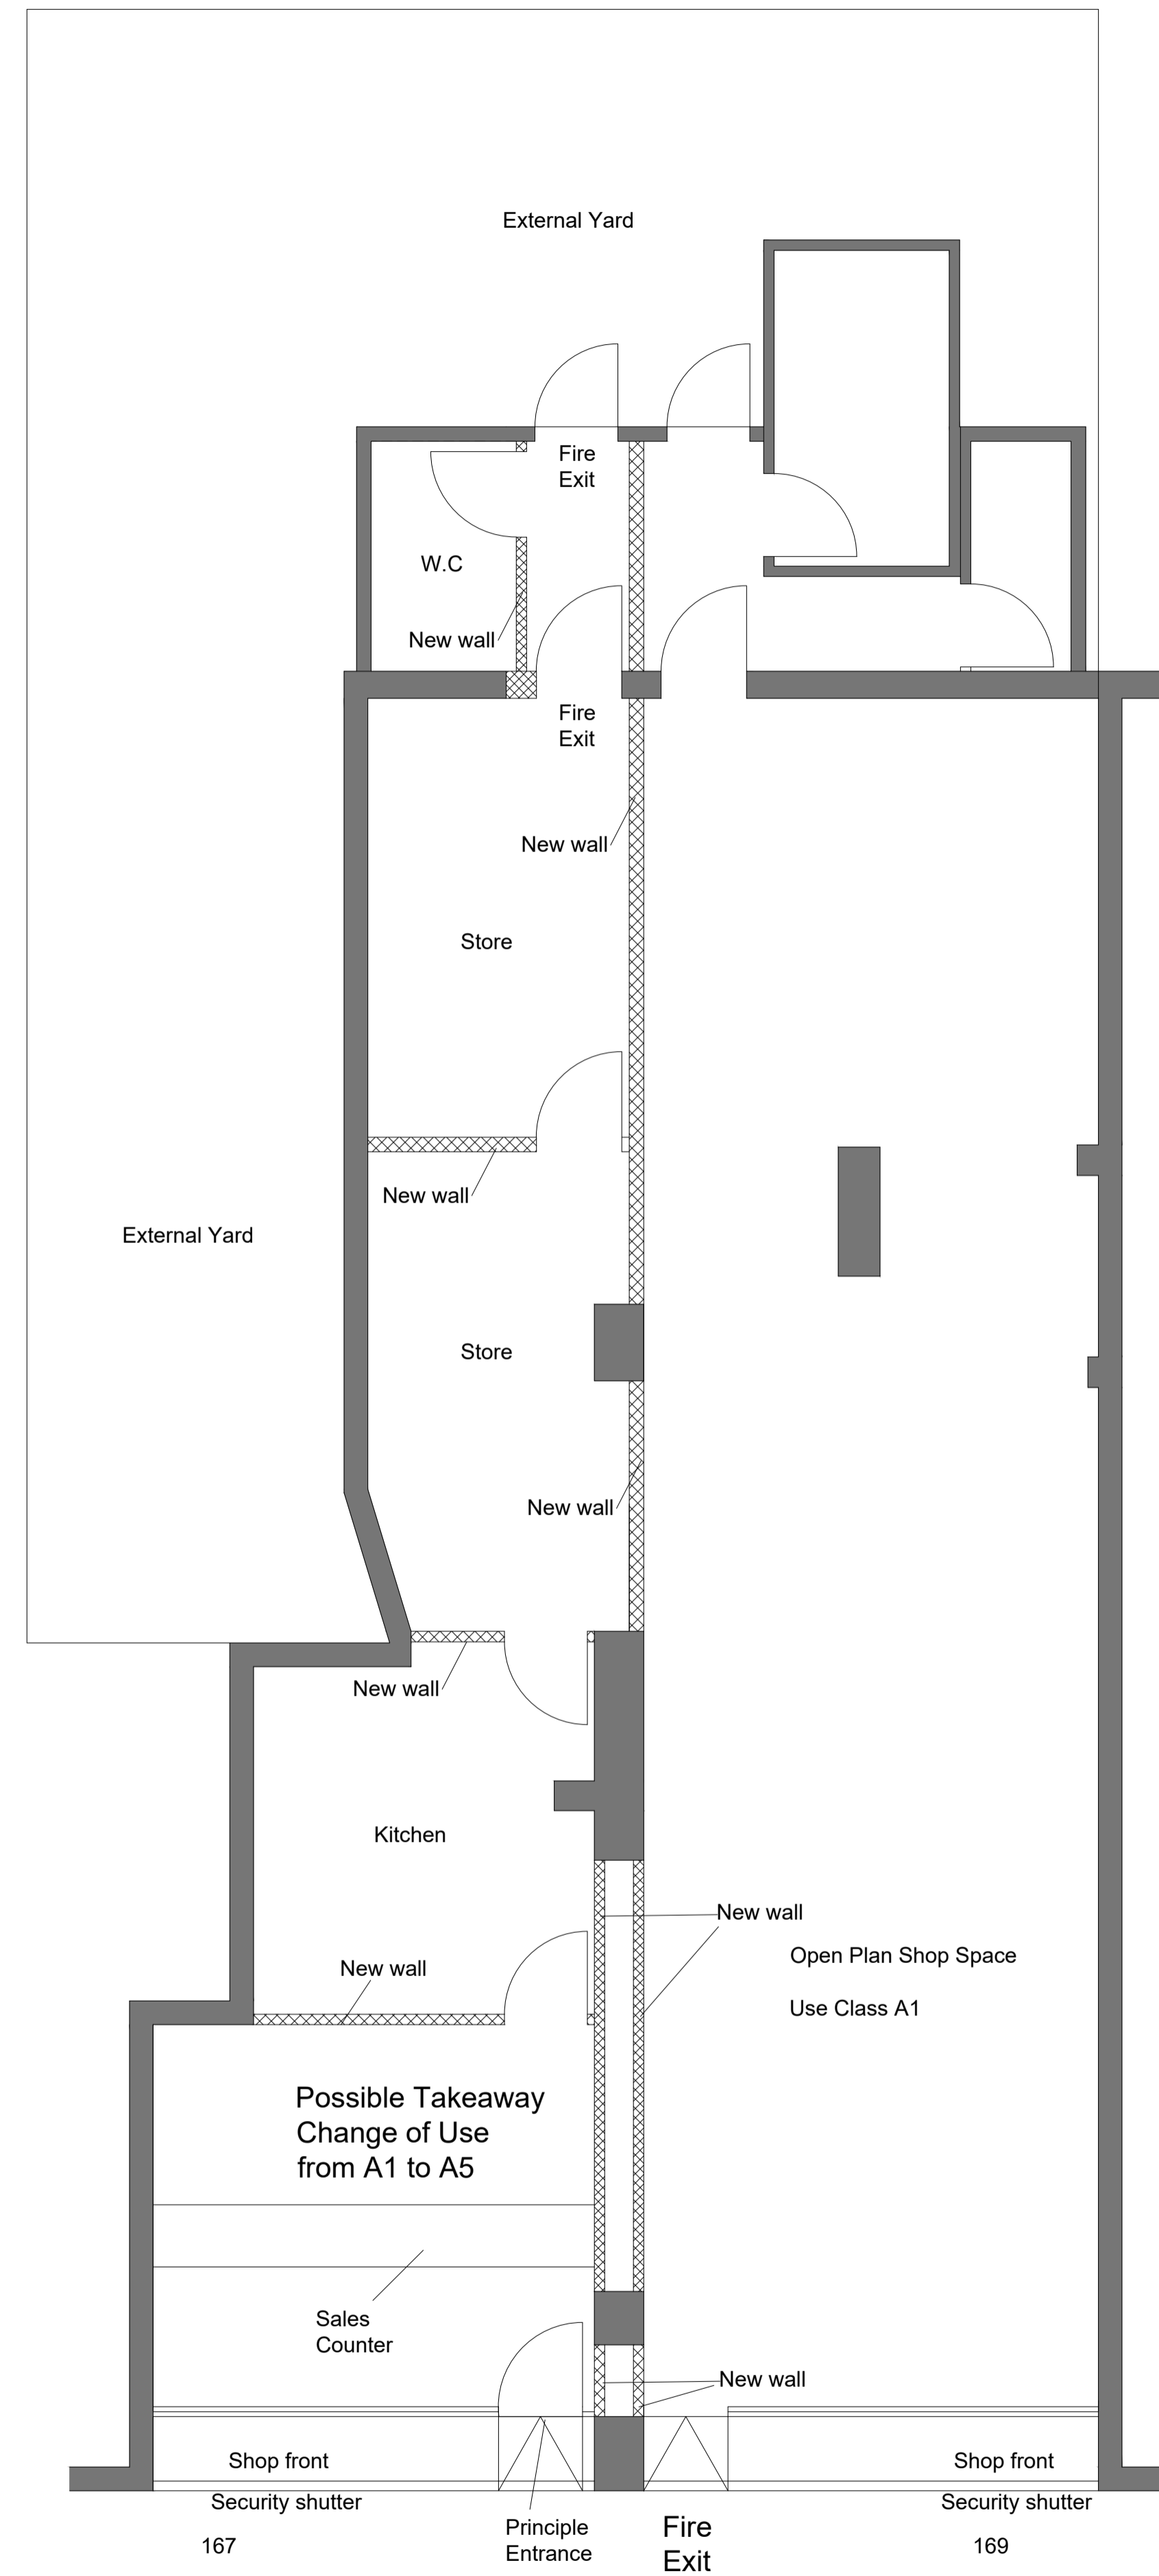 External Yard
Fire
Exit
W.C
New wall
Fire
Exit
New wall
Store
New wall
External Yard
Store
New wall
New wall
Kitchen
New wall
Open Plan Shop Space
New wall
Use Class A1
Possible Takeaway
Change of Use
from A1 to A5
Sales
Counter
New wall
Shop front
Shop front
Security shutter
Security shutter
Principle
Entrance
Fire
Exit
167
169